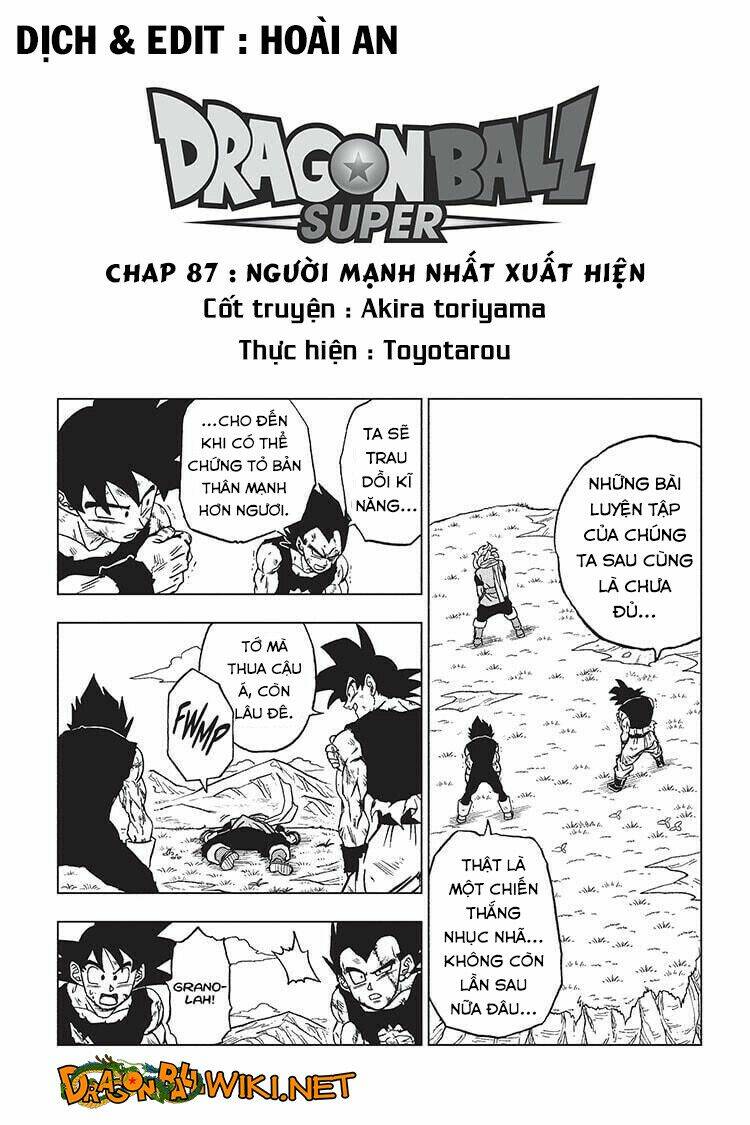 DỊCH & EDIT : HOÀI AN
DRAGON BALL
SUPER
CHAP 87 : NGƯỜI MẠNH NHẤT XUẤT HIỆN
Cốt truyện : Akira toriyama
Thực hiện : Toyotarou
NHỮNG BÀI
LUYỆN TẬP
CỦA CHÚNG
TA SAU CÙNG
LÀ CHƯA
ĐỦ...
THẬT LÀ
MỘT CHIẾN
THẮNG
NHỤC NHÃ...
KHÔNG CÒN
LẦN SAU
NỮA ĐÂU...
TA SẼ
TRAU
DỒI KĨ
NĂNG...
...CHO ĐẾN
KHI CÓ THỂ
CHỨNG TỎ BẢN
THÂN MẠNH
HƠN NGƯƠI.
TỚ MÀ
THUA CẬU
Á, CÒN
LÂU ĐÊ.
FWMP
GRANO-
LAH!
DRAGON BALL WIKI.NET